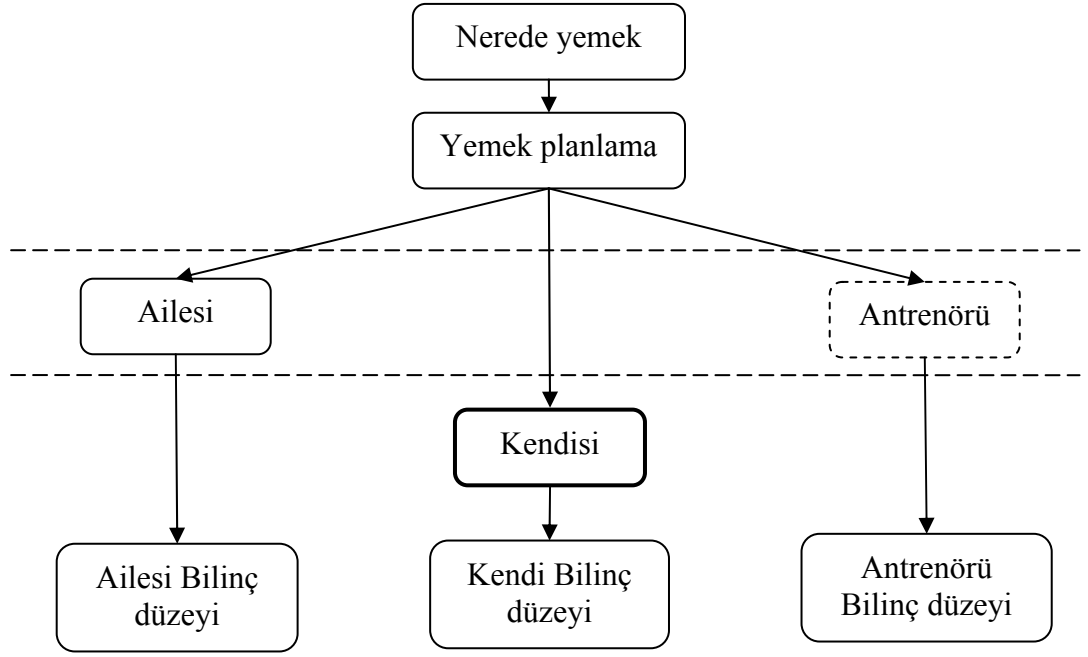 Nerede yemek
Yemek planlama
Ailesi
Antrenörü
Kendisi
Ailesi Bilinç
düzeyi
Kendi Bilinç
düzeyi
Antrenörü
Bilinç düzeyi